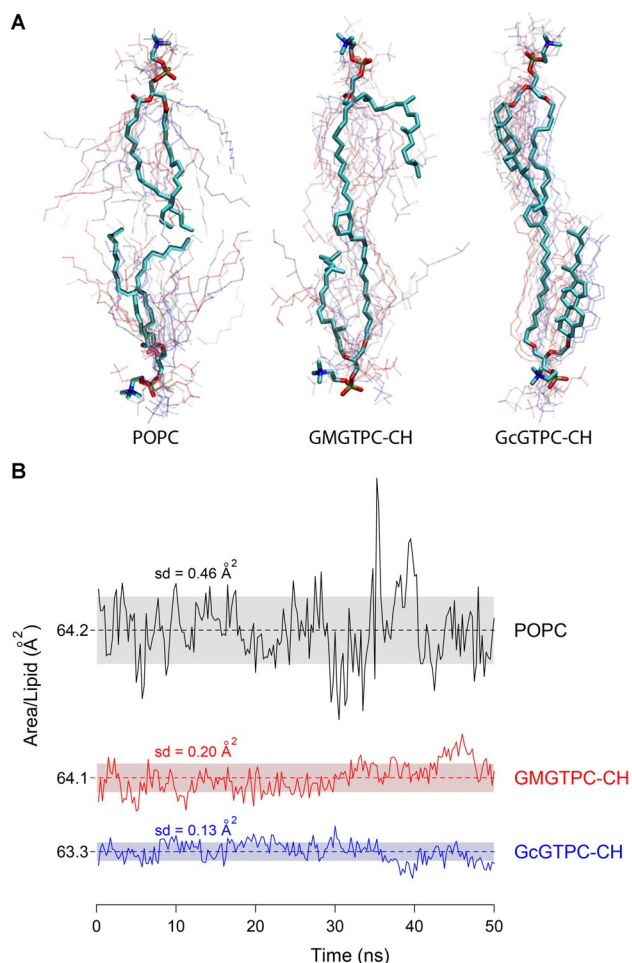 A
POPC
GMGTPC-CH
GcGTPC-CH
B
Area/Lipid (Å²)
sd = 0.46 Å²
64.2
POPC
sd = 0.20 Å²
64.1
GMGTPC-CH
sd = 0.13 Å²
63.3
GcGTPC-CH
0 10 20 30 40 50
Time (ns)